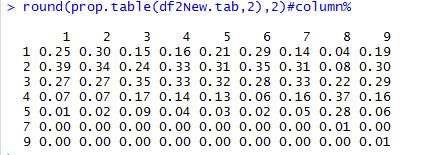 > round(prop.table(df2New.tab,2),2)#column%
1 2 3 4 5 6 7 8 9
1 0.25 0.30 0.15 0.16 0.21 0.29 0.14 0.04 0.19
2 0.39 0.34 0.24 0.33 0.31 0.35 0.31 0.08 0.30
3 0.27 0.27 0.35 0.33 0.32 0.28 0.33 0.22 0.29
4 0.07 0.07 0.17 0.14 0.13 0.06 0.16 0.37 0.16
5 0.01 0.02 0.09 0.04 0.03 0.02 0.05 0.28 0.06
7 0.00 0.00 0.00 0.00 0.00 0.00 0.00 0.01 0.00
9 0.00 0.00 0.00 0.00 0.00 0.00 0.00 0.00 0.01